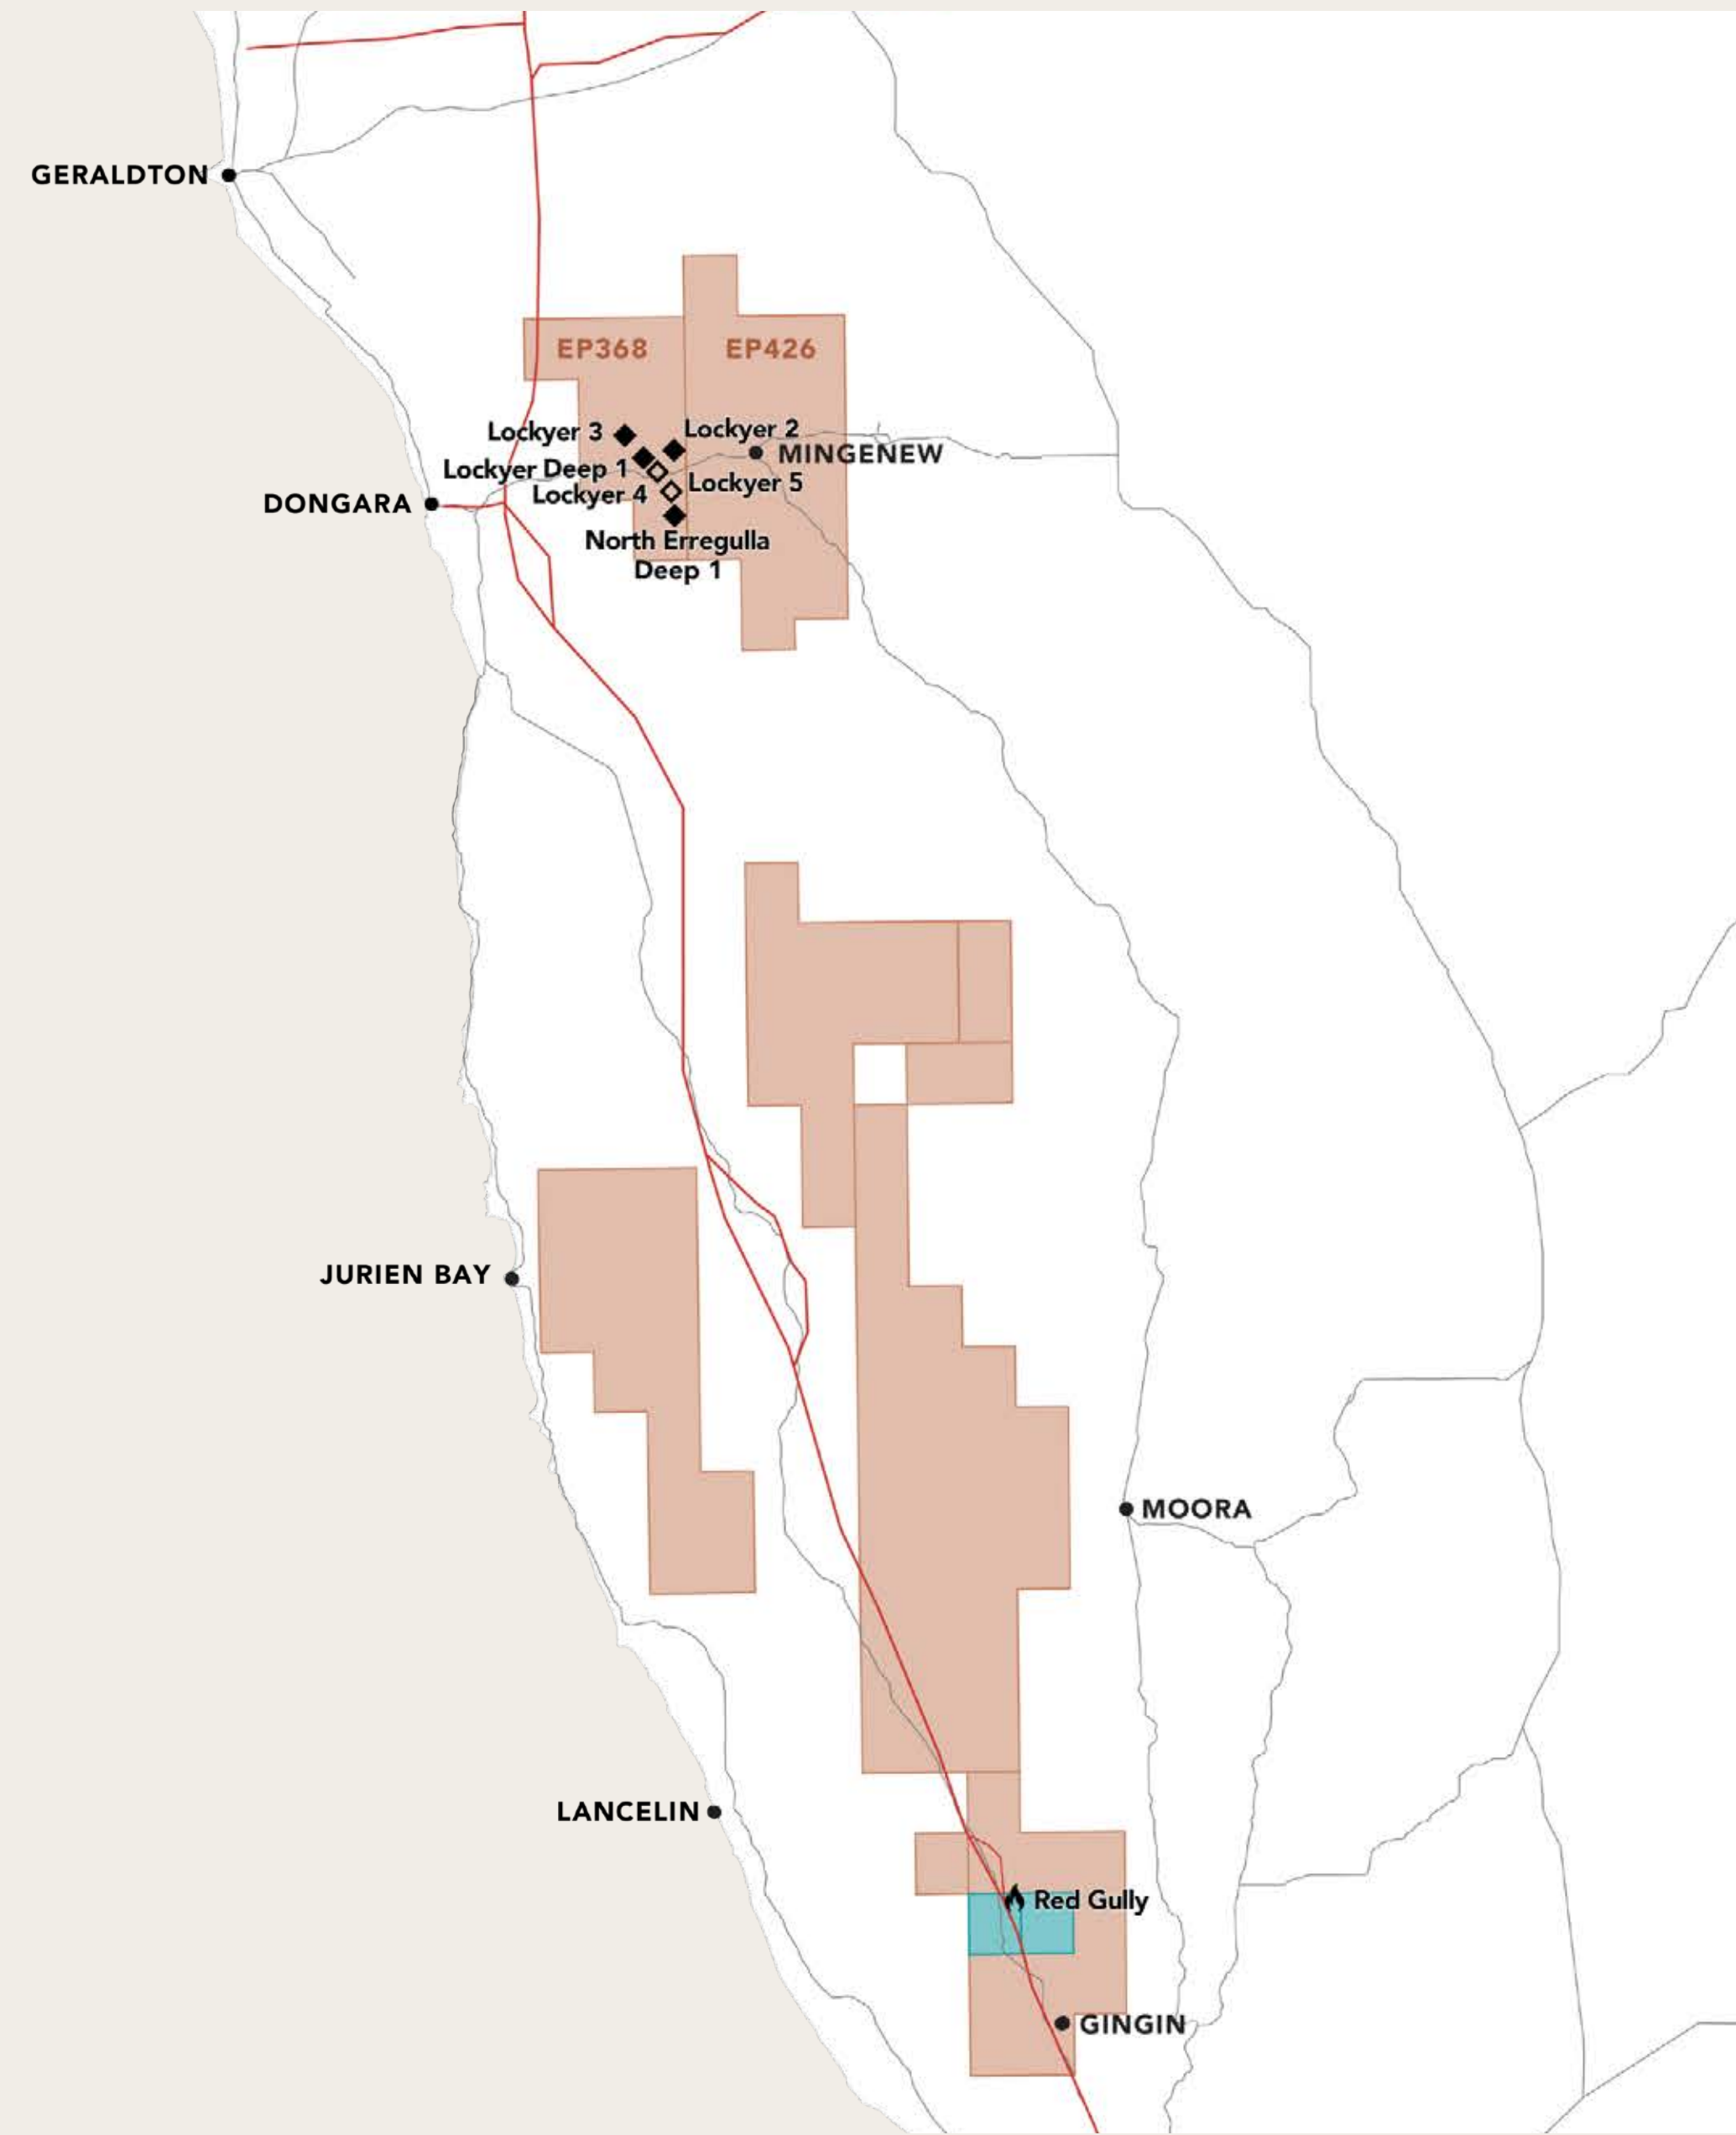 GERALDTON
EP368
EP426
Lockyer 3
Lockyer 2
MINGENEW
Lockyer Deep 1
Lockyer 5
Lockyer 4
DONGARA
North Erregulla
Deep 1
JURIEN BAY
MOORA
LANCELIN
Red Gully
GINGIN